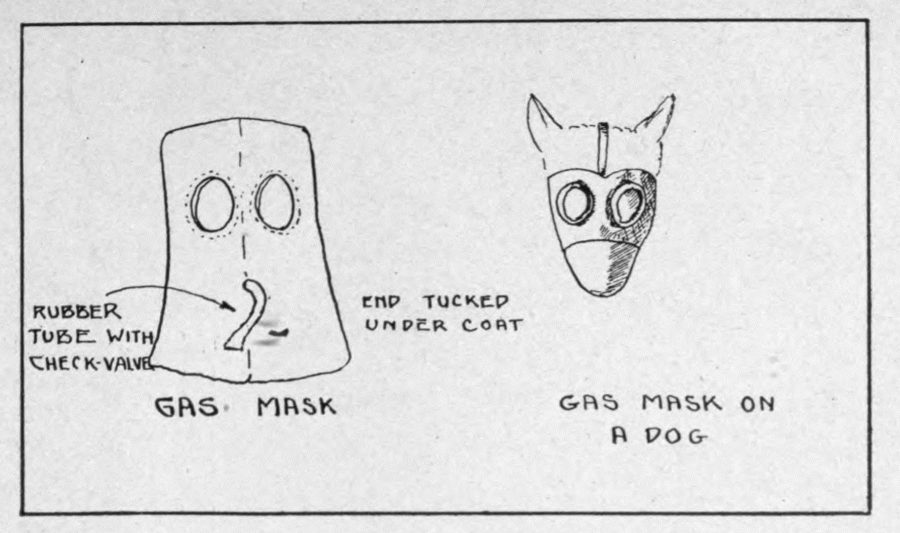 RUBBER
TUBE WITH
CHECK-VALVE
END TUCKED
UNDER COAT
GAS MASK
GAS MASK ON
A DOG